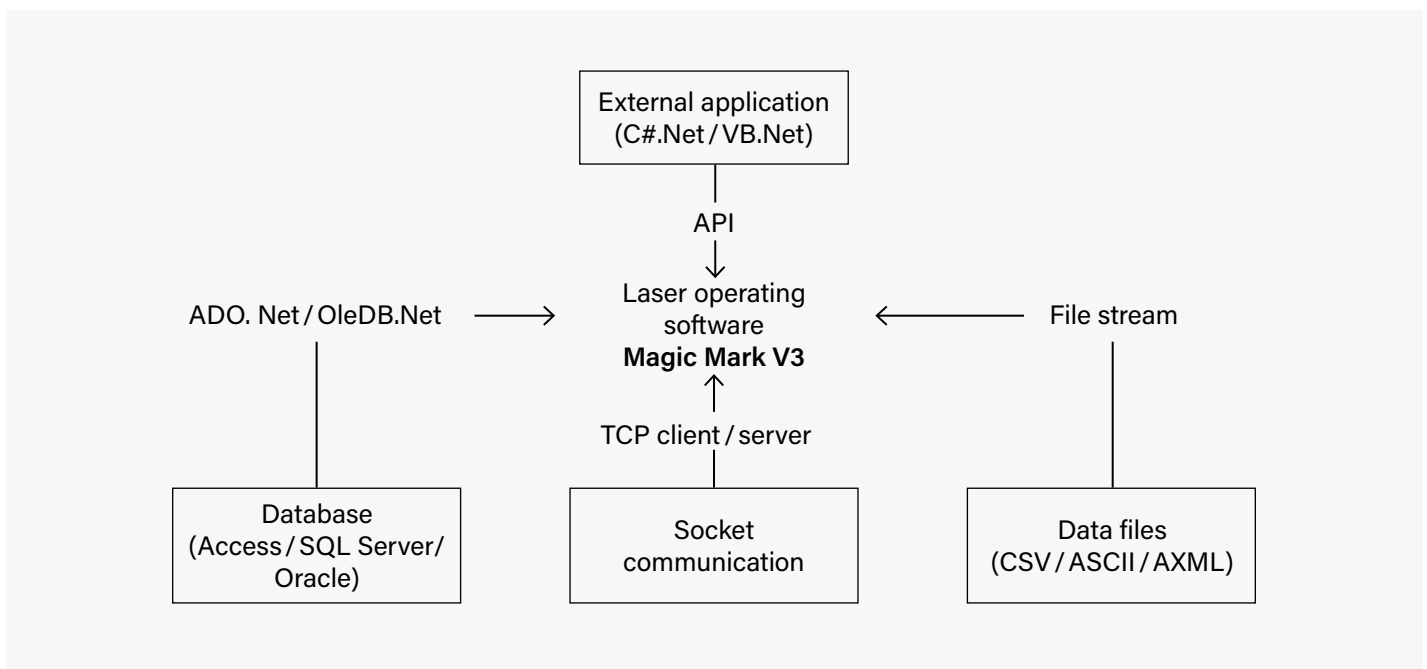 External application
(C#.Net / VB.Net)
API
Laser operating
software
Magic Mark V3
ADO. Net / OleDB.Net
File stream
TCP client / server
Database
(Access / SQL Server /
Oracle)
Socket
communication
Data files
(CSV / ASCII / AXML)